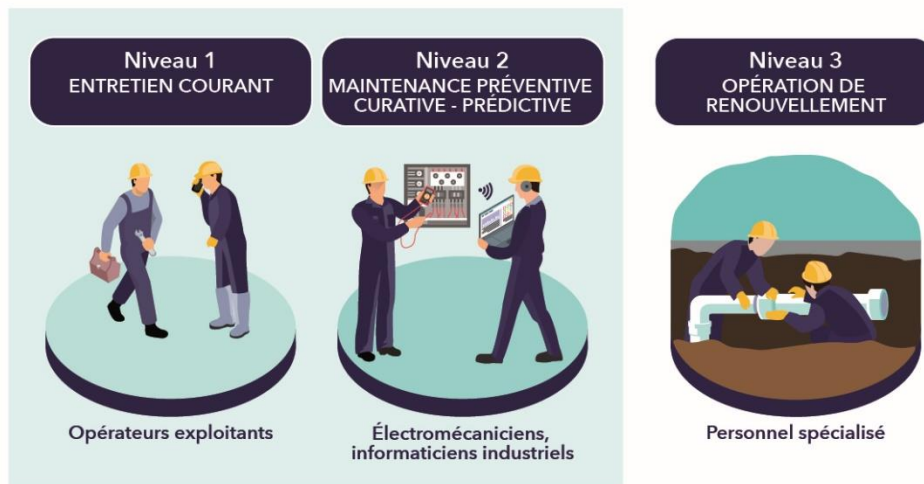 Niveau 1
ENTRETIEN COURANT
Niveau 2
MAINTENANCE PRÉVENTIVE
CURATIVE - PRÉDICTIVE
Niveau 3
OPÉRATION DE
RENOUVELLEMENT
Opérateurs exploitants
Électromécaniciens,
informaticiens industriels
Personnel spécialisé